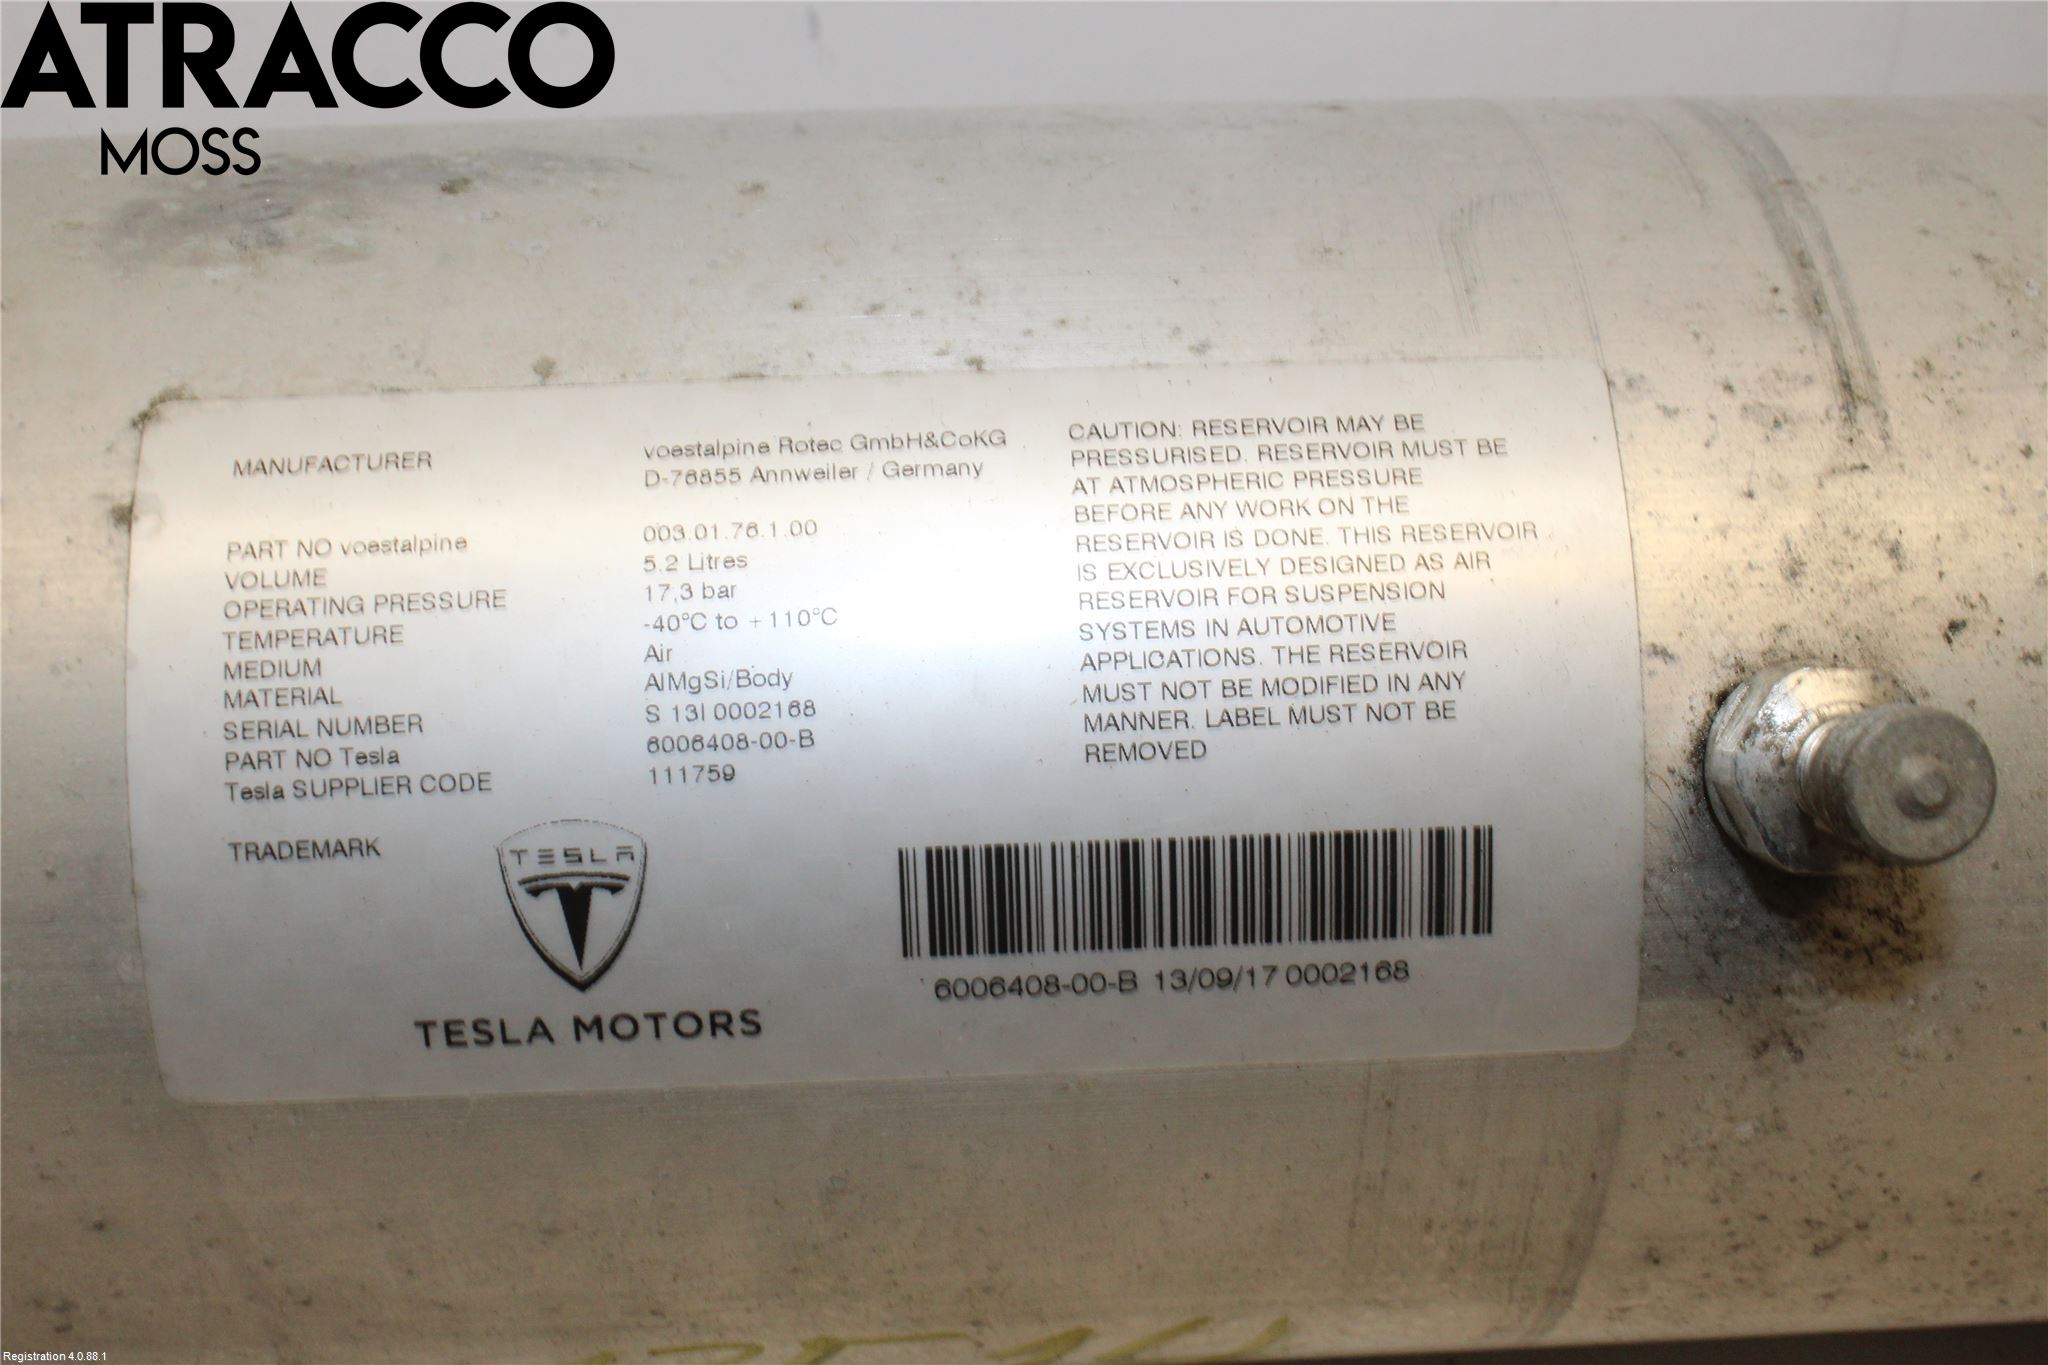 ATRACCO
MOSS
MANUFACTURER
voestalpine Rotec GmbH&CoKG
D-76855 Annweiler / Germany
PART NO voestalpine 003.01.76.1.00
VOLUME 5.2 Litres
OPERATING PRESSURE 17,3 bar
TEMPERATURE -40°C to +110°C
MEDIUM Air
MATERIAL AlMgSi/Body
SERIAL NUMBER S 13I 0002168
PART NO Tesla 6006408-00-B
Tesla SUPPLIER CODE 111759
TRADEMARK
TESLA
TESLA MOTORS
CAUTION: RESERVOIR MAY BE
PRESSURISED. RESERVOIR MUST BE
AT ATMOSPHERIC PRESSURE
BEFORE ANY WORK ON THE
RESERVOIR IS DONE. THIS RESERVOIR
IS EXCLUSIVELY DESIGNED AS AIR
RESERVOIR FOR SUSPENSION
SYSTEMS IN AUTOMOTIVE
APPLICATIONS. THE RESERVOIR
MUST NOT BE MODIFIED IN ANY
MANNER. LABEL MUST NOT BE
REMOVED
6006408-00-B 13/09/17 0002168
Registration 4.0.88.1